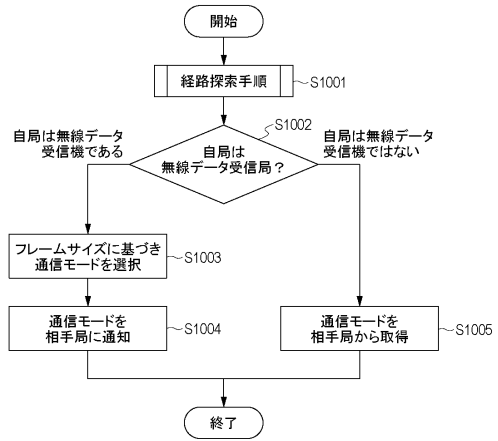 開始
経路探索手順
S1001
S1002
自局は無線データ
受信機である
自局は
無線データ受信局?
自局は無線データ
受信機ではない
フレームサイズに基づき
通信モードを選択
S1003
通信モードを
相手局に通知
S1004
通信モードを
相手局から取得
S1005
終了